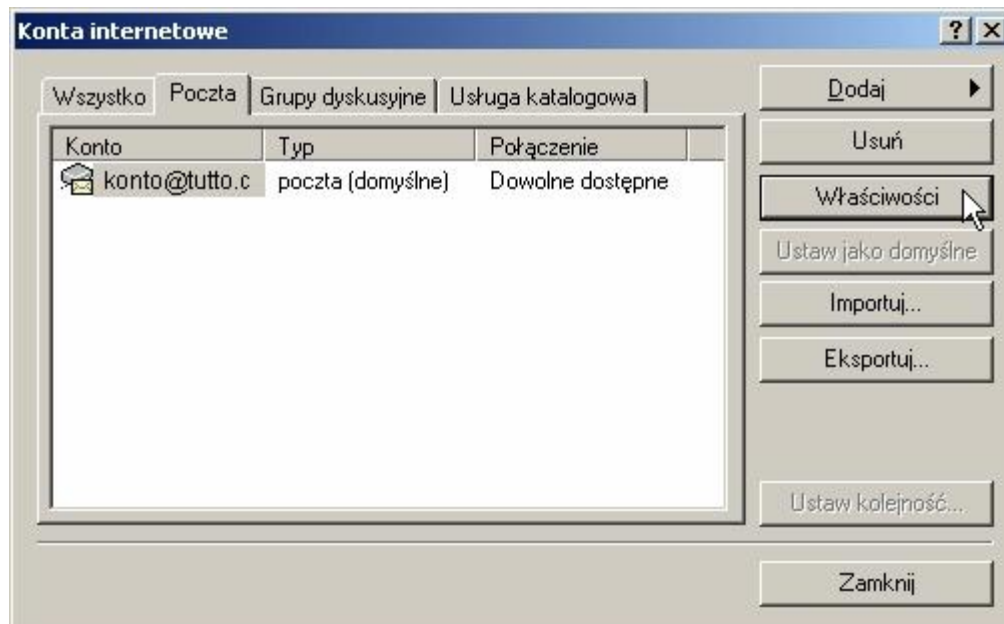 Konta internetowe
Wszystko Poczta Grupy dyskusyjne Usługa katalogowa
Konto Typ Połączenie
konto@tutto.c poczta (domyślne) Dowolne dostępne
Dodaj
Usuń
Właściwości
Ustaw jako domyślne
Importuj...
Eksportuj...
Ustaw kolejność...
Zamknij